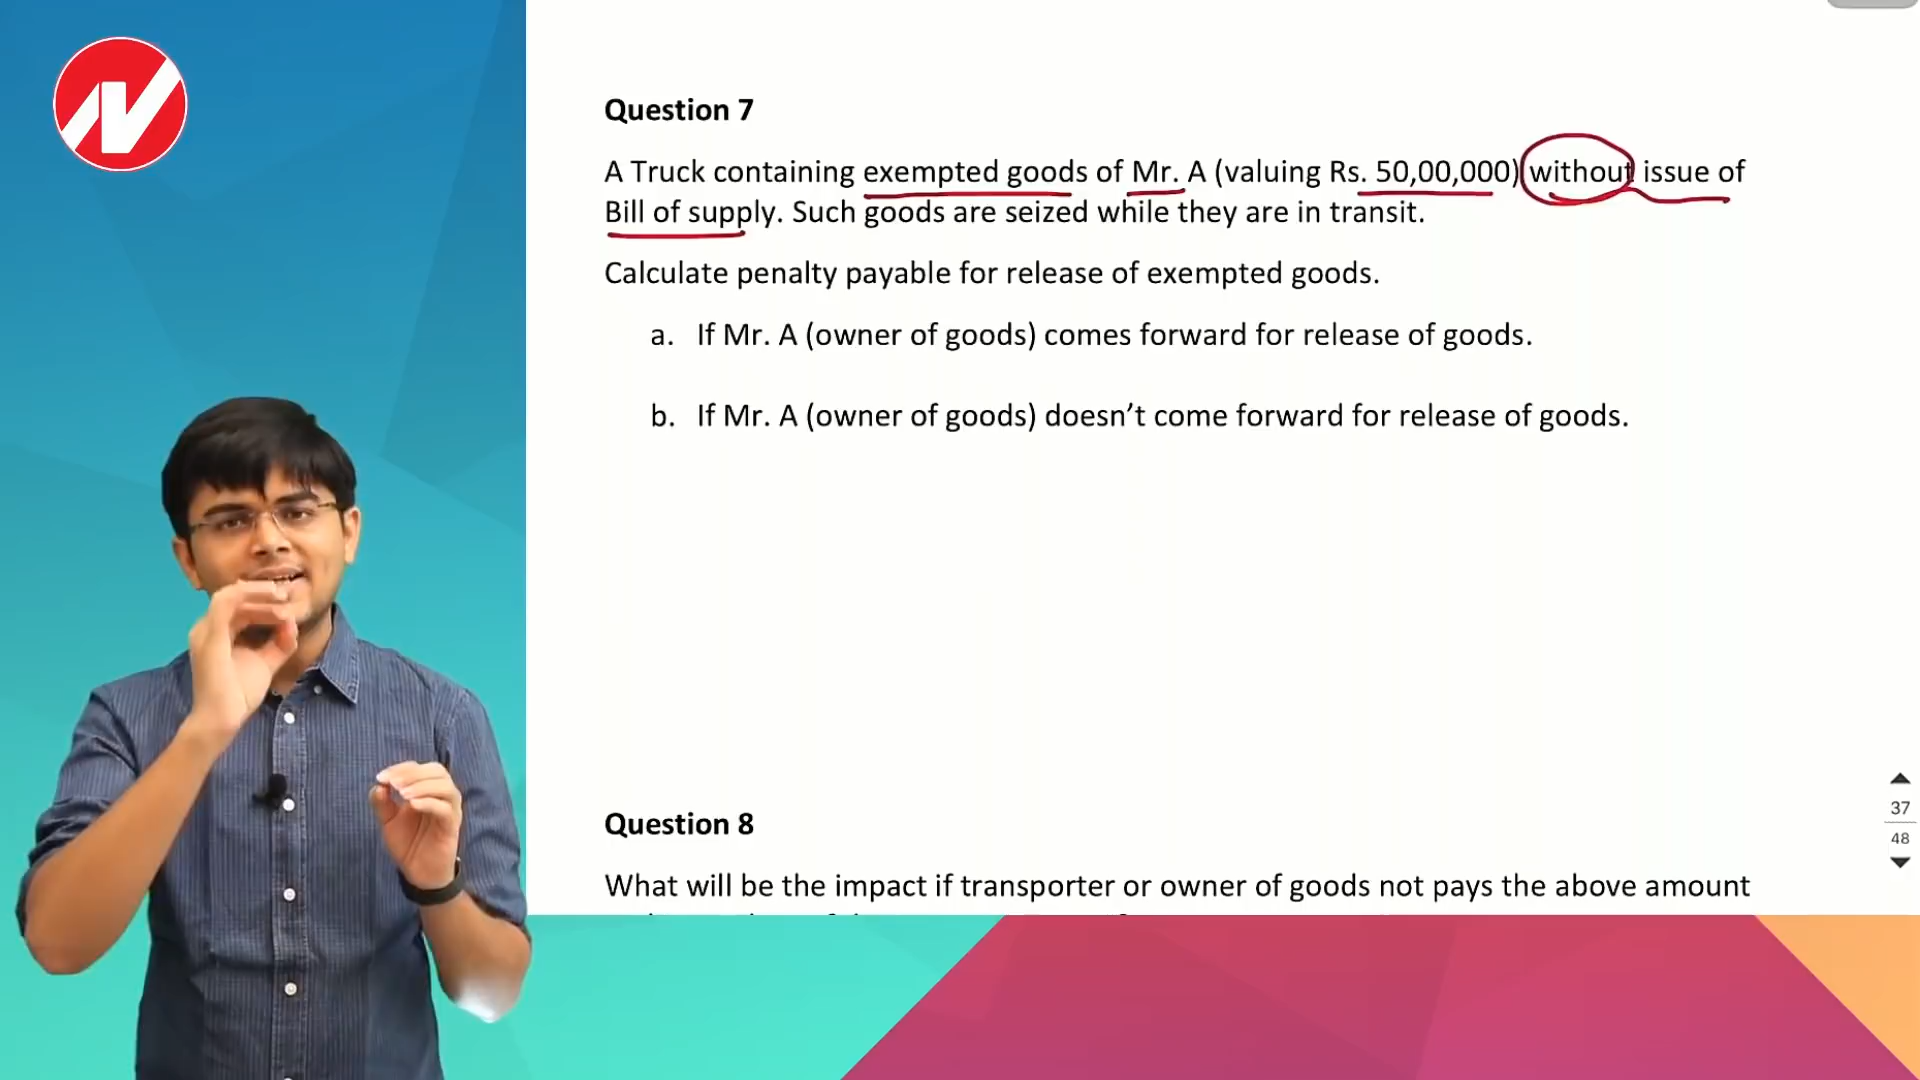 Question 7
A Truck containing exempted goods of Mr. A (valuing Rs. 50,00,000) without issue of
Bill of supply. Such goods are seized while they are in transit.
Calculate penalty payable for release of exempted goods.
a. If Mr. A (owner of goods) comes forward for release of goods.
b. If Mr. A (owner of goods) doesn’t come forward for release of goods.
37
48
Question 8
What will be the impact if transporter or owner of goods not pays the above amount